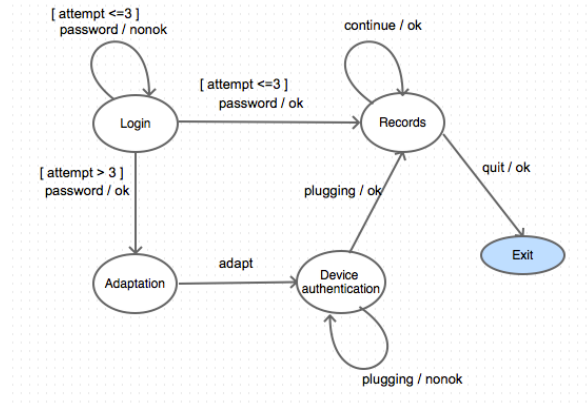 [ attempt <=3 ]
password / nonok
continue / ok
[ attempt <=3 ]
password / ok
Login
Records
[ attempt > 3 ]
password / ok
plugging / ok
quit / ok
Exit
adapt
Adaptation
Device
authentication
plugging / nonok